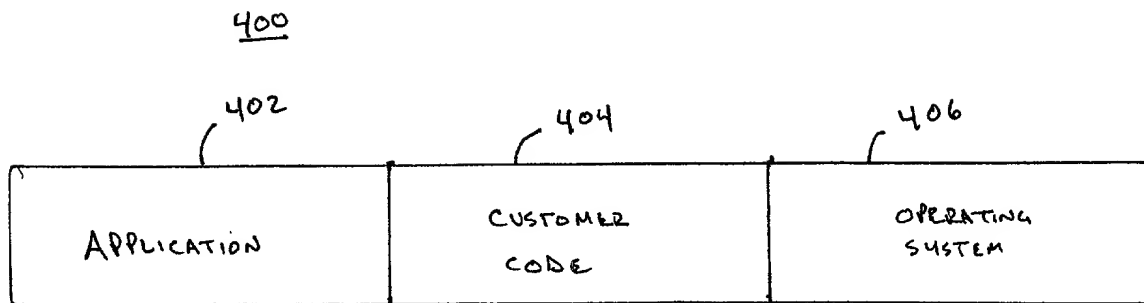 400
402
404
406
APPLICATION
CUSTOMER
CODE
OPERATING
SYSTEM